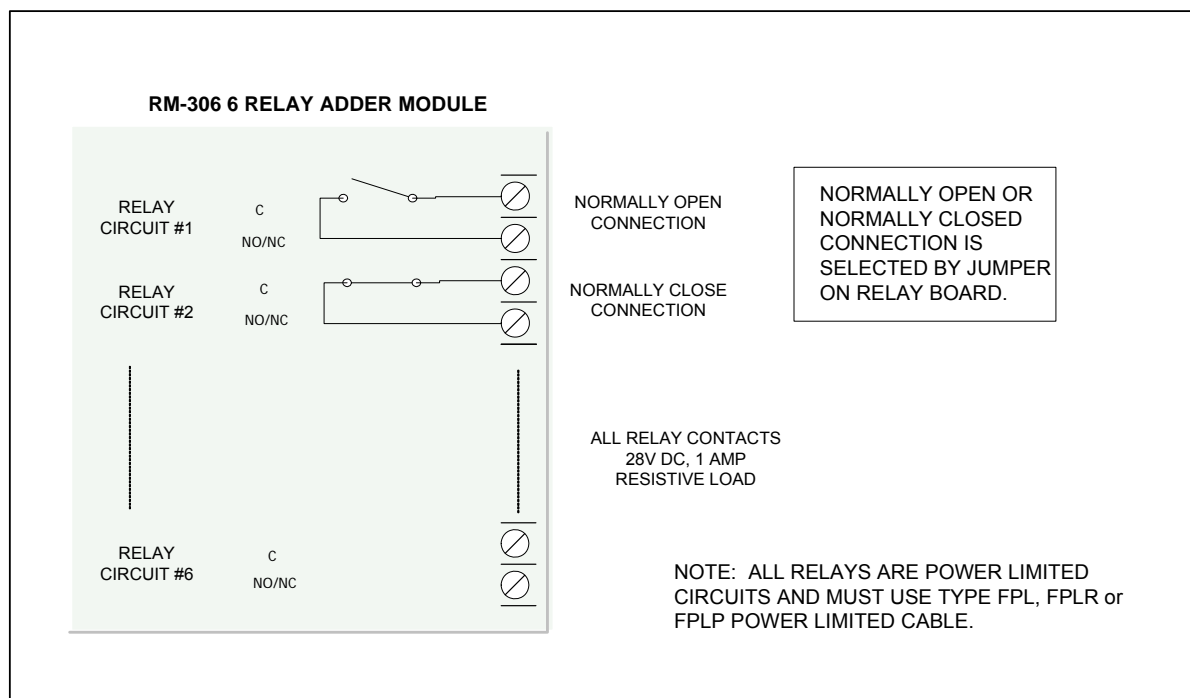 RM-306 6 RELAY ADDER MODULE
RELAY
CIRCUIT #1
C
NO/NC
NORMALLY OPEN
CONNECTION
NORMALLY OPEN OR
NORMALLY CLOSED
CONNECTION IS
SELECTED BY JUMPER
ON RELAY BOARD.
RELAY
CIRCUIT #2
C
NO/NC
NORMALLY CLOSE
CONNECTION
ALL RELAY CONTACTS
28V DC, 1 AMP
RESISTIVE LOAD
RELAY
CIRCUIT #6
C
NO/NC
NOTE: ALL RELAYS ARE POWER LIMITED
CIRCUITS AND MUST USE TYPE FPL, FPLR or
FPLP POWER LIMITED CABLE.